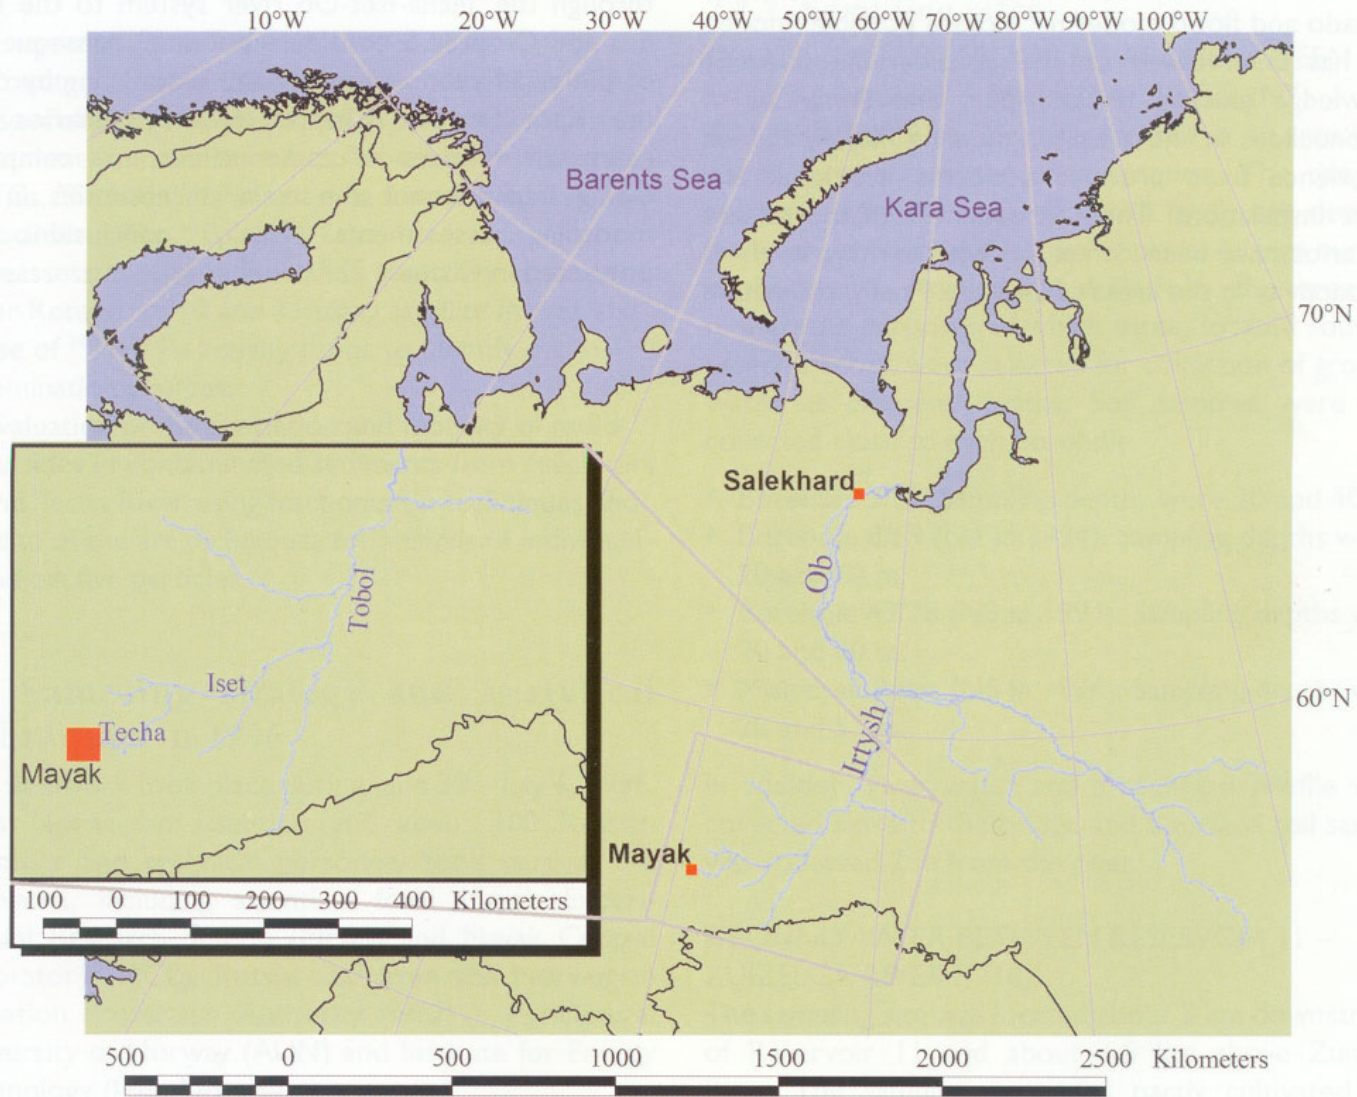 10°W 20°W 30°W 40°W 50°W 60°W 70°W 80°W 90°W 100°W
Barents Sea
Kara Sea
70°N
Salekhard
Ob
Tobol
Iset
Techa
Mayak
60°N
Irtysh
Mayak
100 0 100 200 300 400 Kilometers
500 0 500 1000 1500 2000 2500 Kilometers